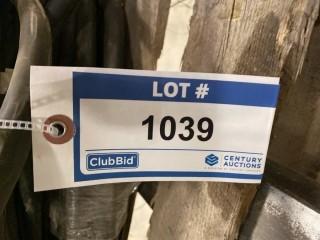 LOT #
1039
ClubBid
CENTURY
AUCTIONS